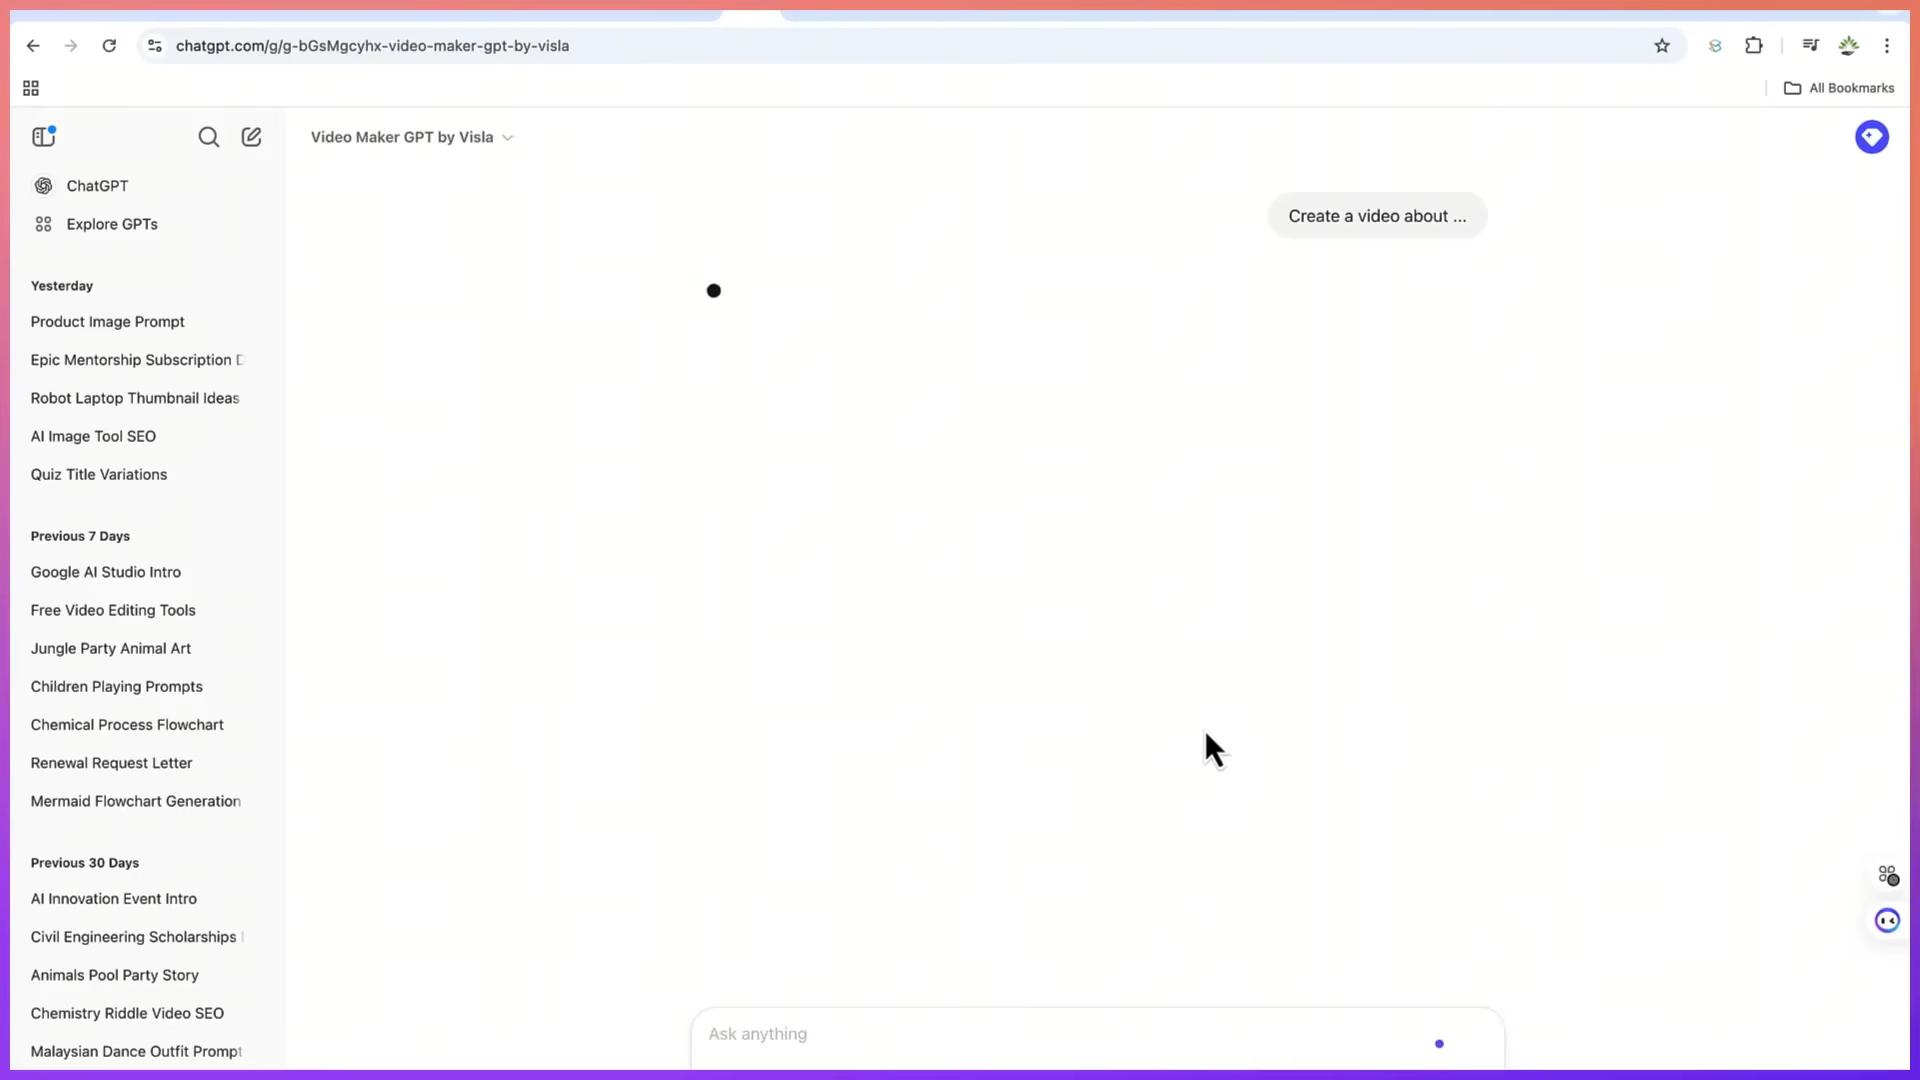 chatgpt.com/g/g-bGsMgcyhx-video-maker-gpt-by-visla
All Bookmarks
Video Maker GPT by Visla
ChatGPT
Explore GPTs
Yesterday
Product Image Prompt
Epic Mentorship Subscription
Robot Laptop Thumbnail Ideas
AI Image Tool SEO
Quiz Title Variations
Previous 7 Days
Google AI Studio Intro
Free Video Editing Tools
Jungle Party Animal Art
Children Playing Prompts
Chemical Process Flowchart
Renewal Request Letter
Mermaid Flowchart Generation
Previous 30 Days
AI Innovation Event Intro
Civil Engineering Scholarships
Animals Pool Party Story
Chemistry Riddle Video SEO
Malaysian Dance Outfit Prompt
Create a video about ...
Ask anything